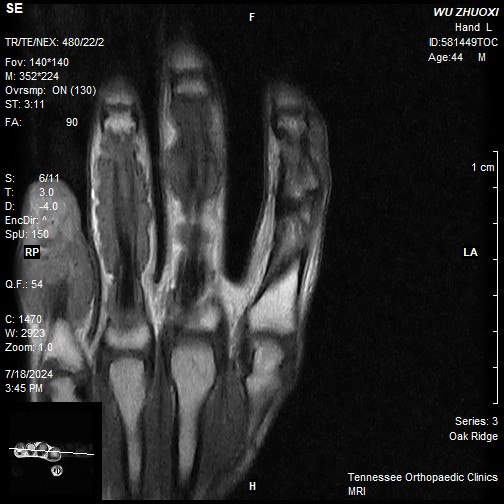 SE
F
WU ZHUOXI
Hand L
ID:581449TOC
Age:44 M
TR/TE/NEX: 480/22/2
Fov: 140*140
M: 352*224
Ovrsmp: ON (130)
ST: 3:11
FA: 90
1 cm
S: 6/11
T: 3.0
D: -4.0
EncDir: ^
SpU: 150
RP
LA
Q.F.: 54
C: 1470
W: 2923
Zoom: 1.0
7/18/2024
3:45 PM
Series: 3
Oak Ridge
H
Tennessee Orthopaedic Clinics
MRI